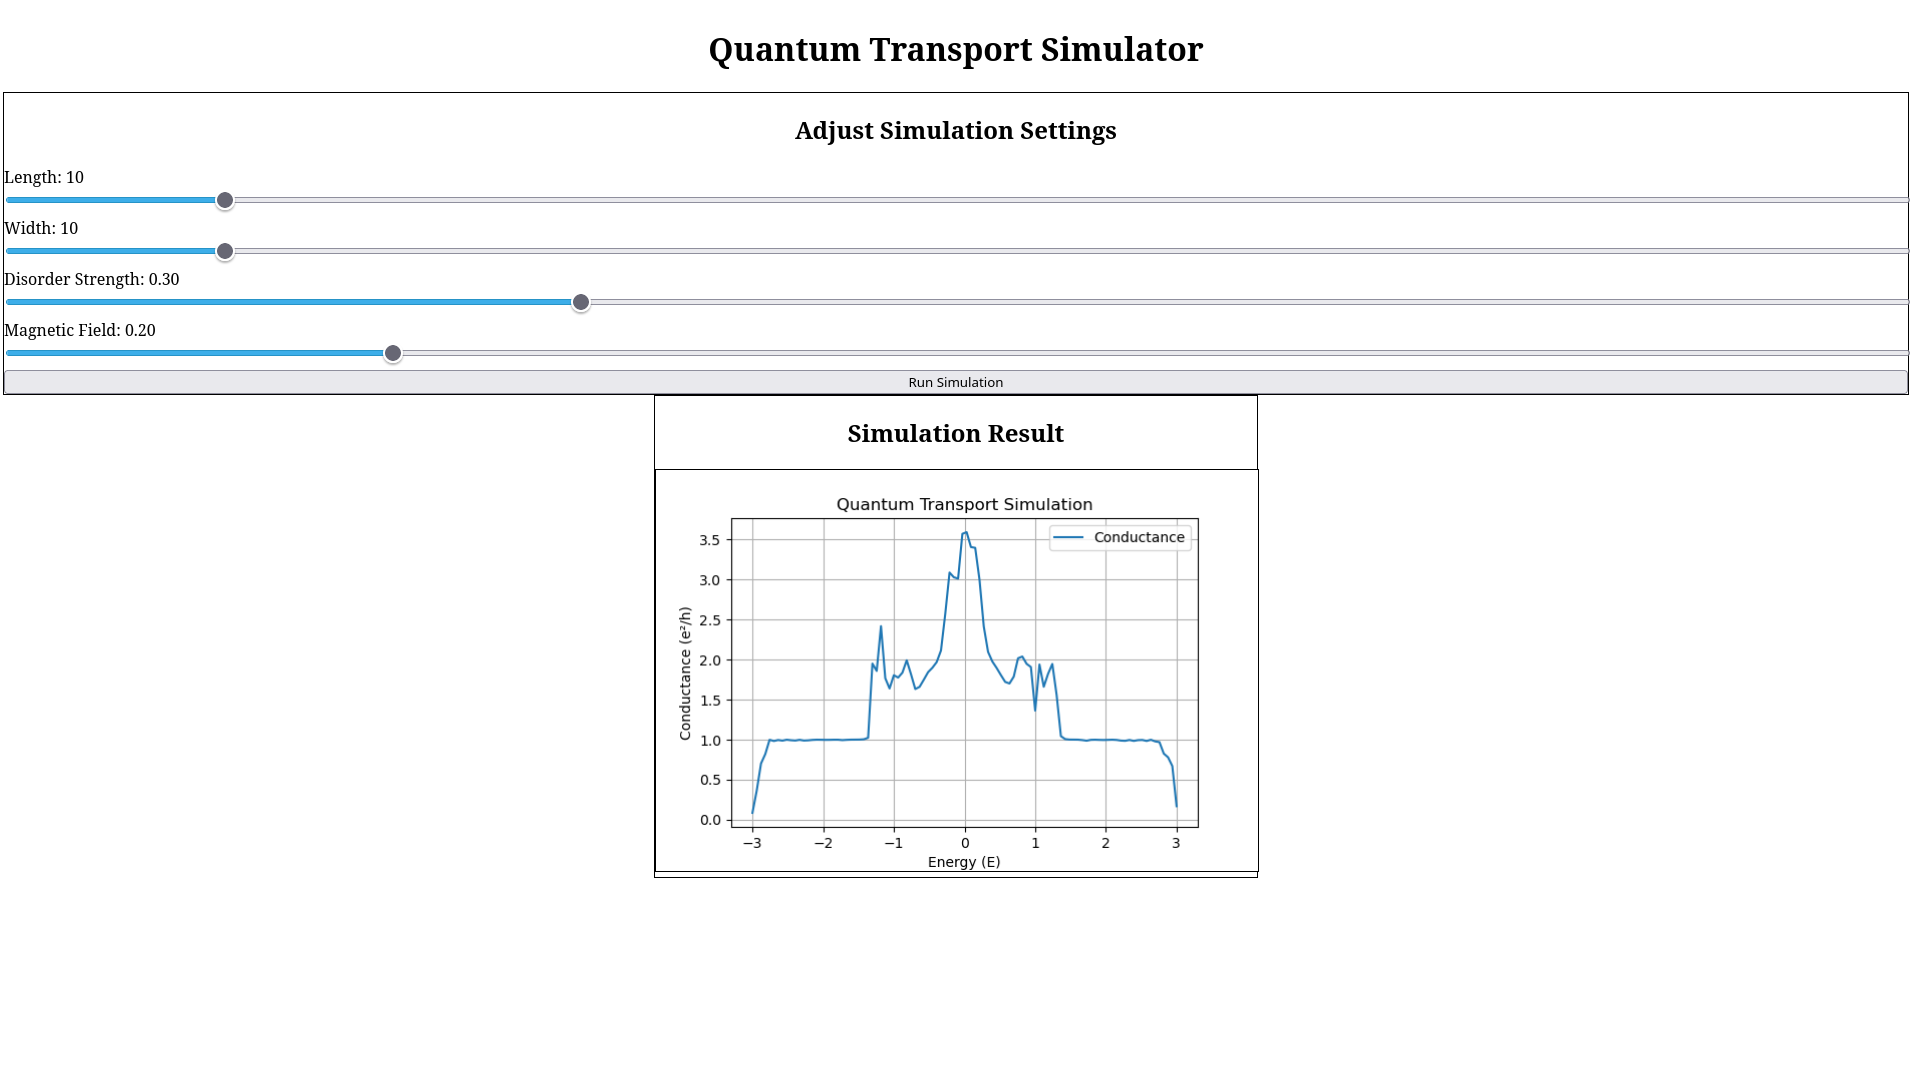 Quantum Transport Simulator
Adjust Simulation Settings
Length: 10
Width: 10
Disorder Strength: 0.30
Magnetic Field: 0.20
Run Simulation
Simulation Result
Quantum Transport Simulation
Conductance
3.5
3.0
2.5
2.0
1.5
1.0
0.5
0.0
Conductance (e²/h)
−3 −2 −1 0 1 2 3
Energy (E)